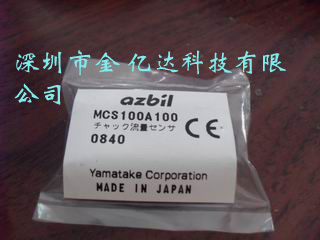 深圳市金亿达科技有限
公司
azbil
MCS100A100
チャック流量センサ
0840
CE
Yamatake Corporation
MADE IN JAPAN